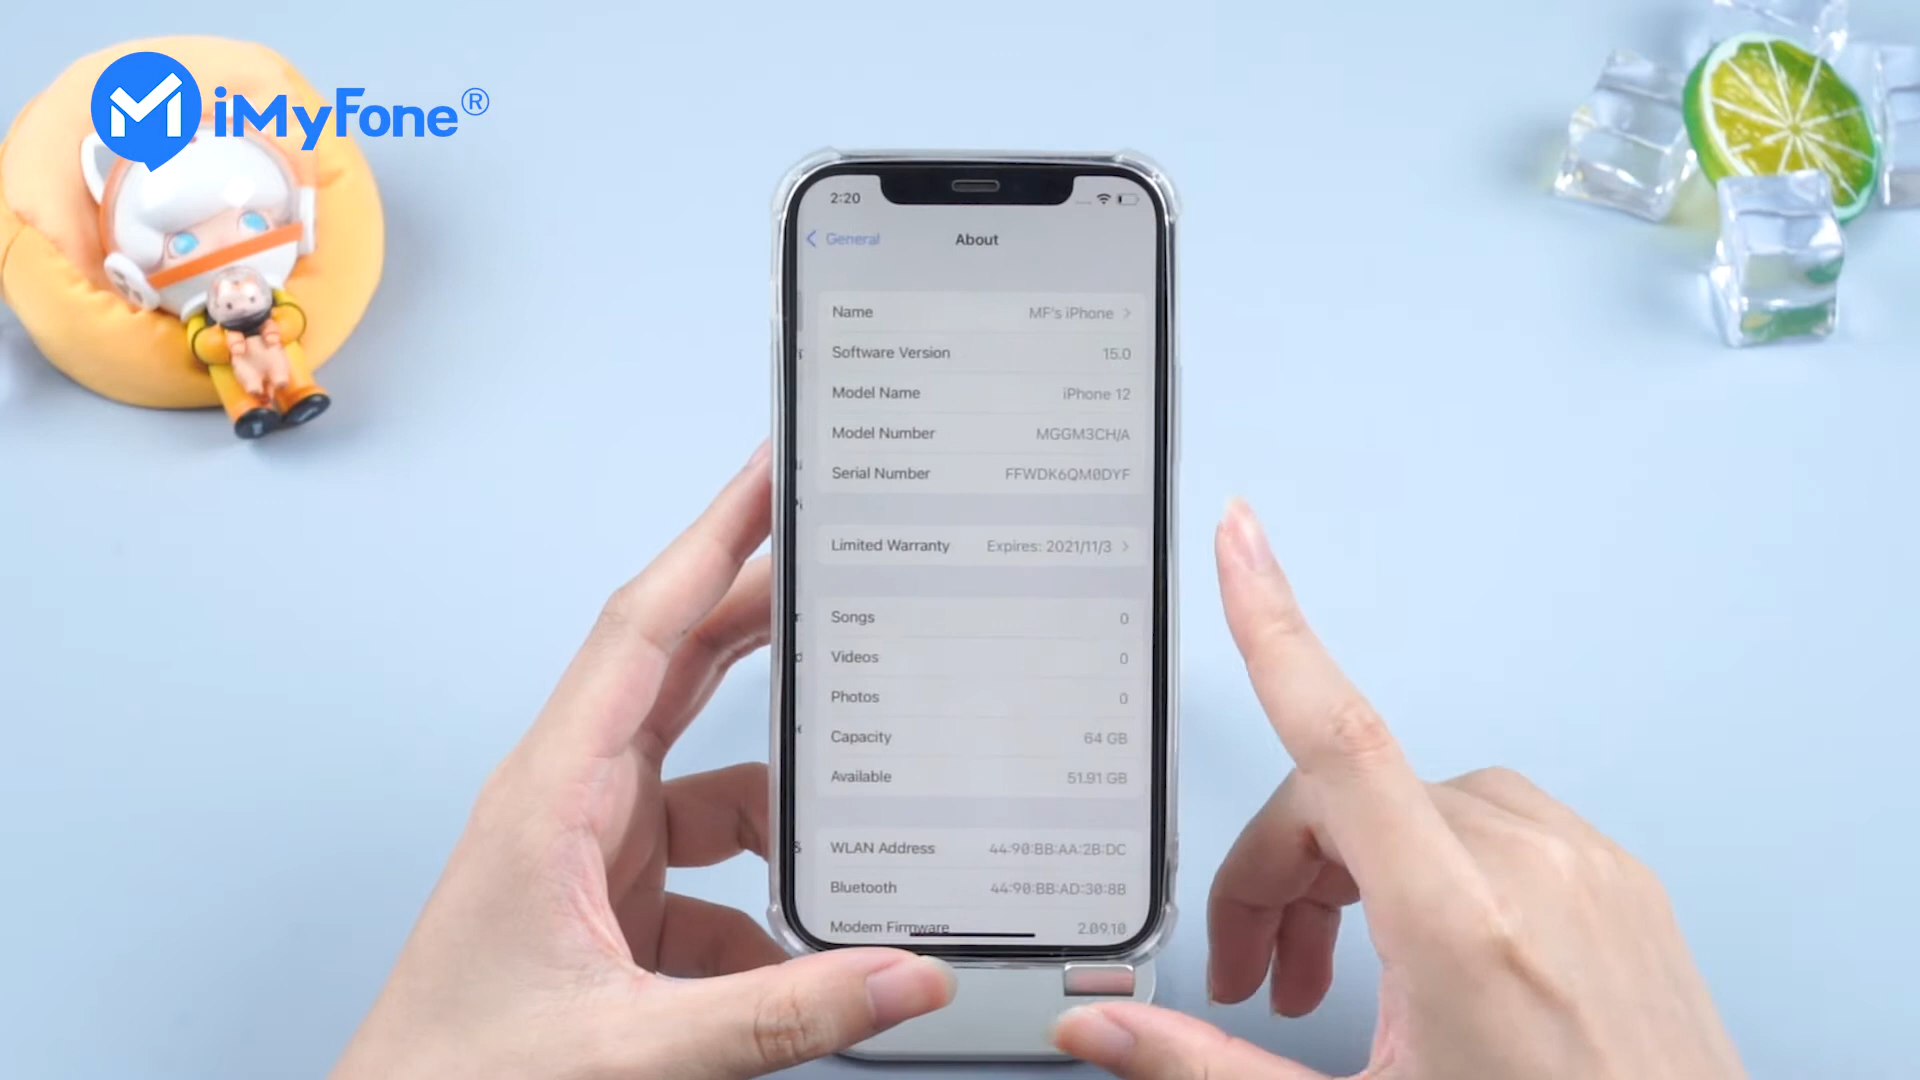 iMyFone®
2:20
General About
Name MF's iPhone
Software Version 15.0
Model Name iPhone 12
Model Number MGGM3CH/A
Serial Number FFWDK6QM0DYF
Limited Warranty Expires: 2021/11/3
Songs 0
Videos 0
Photos 0
Capacity 64 GB
Available 51.91 GB
WLAN Address 44:90:BB:AA:2B:DC
Bluetooth 44:90:BB:AD:30:8B
Modem Firmware 2.09.10